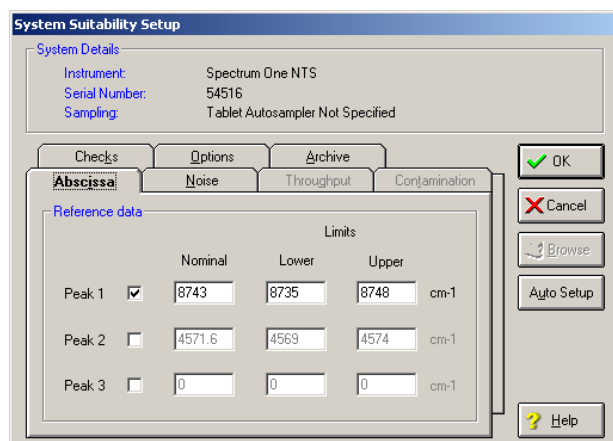 System Suitability Setup
System Details
Instrument: Spectrum One NTS
Serial Number: 54516
Sampling: Tablet Autosampler Not Specified
Checks Options Archive
Abscissa Noise Throughput Contamination
Reference data
Limits
Nominal Lower Upper
Peak 1 8743 8735 8748 cm-1
Peak 2 4571.6 4569 4574 cm-1
Peak 3 0 0 0 cm-1
OK
Cancel
Browse
Auto Setup
Help